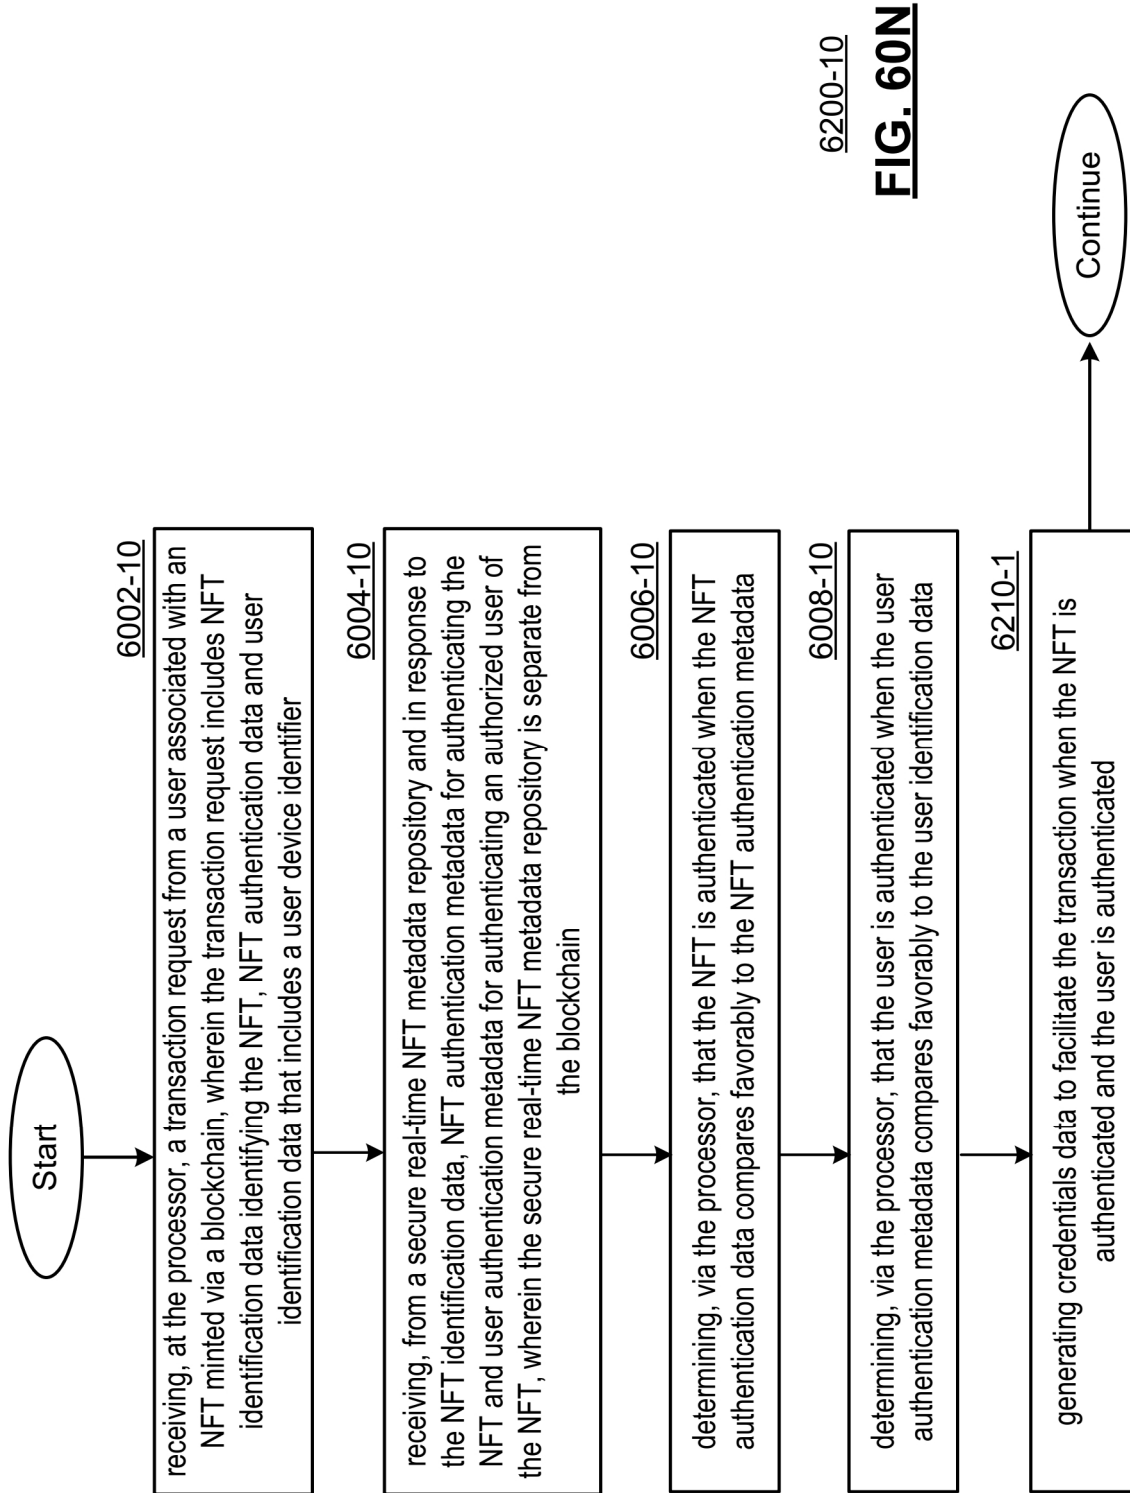 Start
6002-10
receiving, at the processor, a transaction request from a user associated with an
NFT minted via a blockchain, wherein the transaction request includes NFT
identification data identifying the NFT, NFT authentication data and user
identification data that includes a user device identifier
6004-10
receiving, from a secure real-time NFT metadata repository and in response to
the NFT identification data, NFT authentication metadata for authenticating the
NFT and user authentication metadata for authenticating an authorized user of
the NFT, wherein the secure real-time NFT metadata repository is separate from
the blockchain
6006-10
determining, via the processor, that the NFT is authenticated when the NFT
authentication data compares favorably to the NFT authentication metadata
6008-10
determining, via the processor, that the user is authenticated when the user
authentication metadata compares favorably to the user identification data
6210-1
generating credentials data to facilitate the transaction when the NFT is
authenticated and the user is authenticated
Continue
6200-10
FIG. 60N